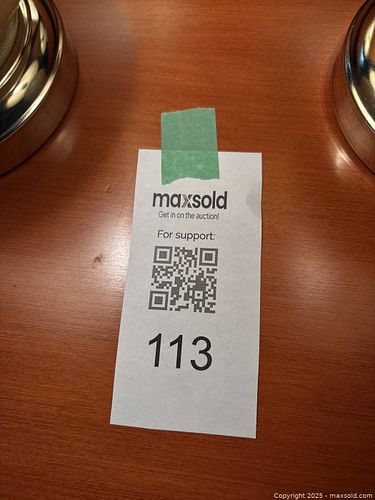 maxsold
Get in on the auction!
For support:
113
Copyright 2025 - maxsold.com